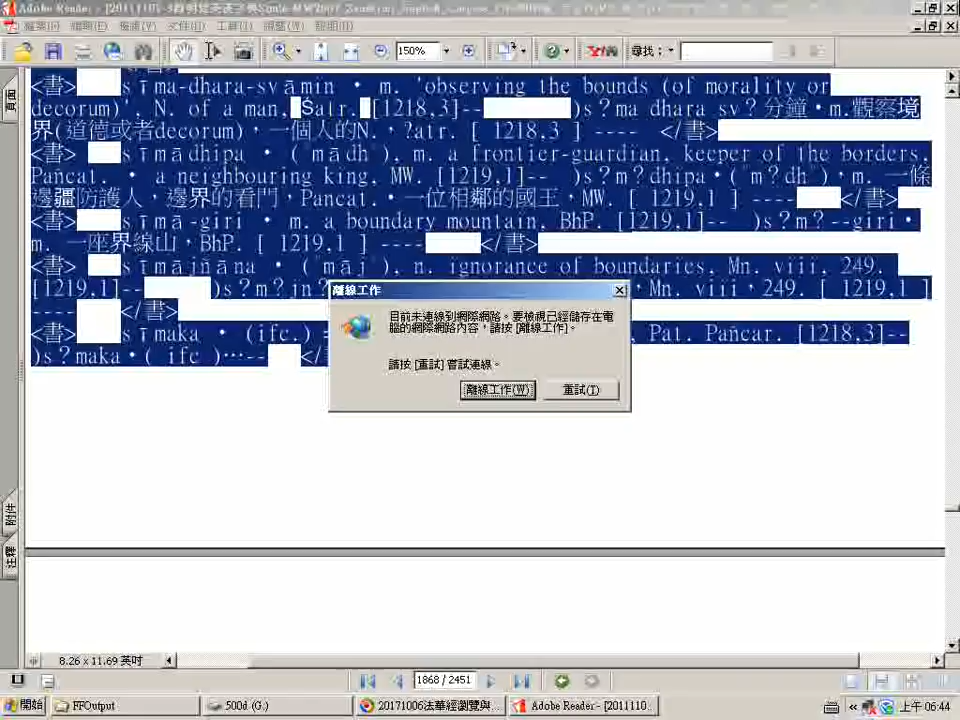 Adobe Reader - [2011110
檔案(F) 編輯(E) 檢視(V) 文件(D) 工具(T) 視窗(W) 說明(H)
150%
尋找：
頁面
附件
注釋
<書> sīma-dhara-svāmin · m. 'observing the bounds (of morality or
decorum)', N. of a man, Śatr. [1218,3]-- )s?ma dhara sv?分鐘·m.觀察境
界(道德或者decorum)，一個人的N.，?atr. [ 1218,3 ] ---- </書>
<書> sīmādhipa · (˚mādh˚), m. a frontier-guardian, keeper of the borders,
Pañcat. · a neighbouring king, MW. [1219,1]-- )s?m?dhipa·(˚m?dh˚)，m. 一條
邊疆防護人，邊界的看門，Pancat.·一位相鄰的國王，MW. [ 1219,1 ] ---- </書>
<書> sīmā-giri · m. a boundary mountain, BhP. [1219,1]-- )s?m?--giri·
m. 一座界線山，BhP. [ 1219,1 ] ---- </書>
<書> sīmājñāna · (˚māj˚), n. ignorance of boundaries, Mn. viii, 249.
[1219,1]-- )s?m?jn? ，Mn. viii，249. [ 1219,1 ]
---- </書>
<書> sīmaka · (ifc.) = , Pat. Pañcar. [1218,3]--
)s?maka·( ifc )…-- </
離線工作
目前未連線到網際網路。要檢視已經儲存在電
腦的網際網路內容，請按 [離線工作]。
請按 [重試] 嘗試連線。
離線工作(W) 重試(T)
8.26 x 11.69 英吋
1868 / 2451
開始 FFOutput 500d (G:) 20171006法華經瀏覽與... Adobe Reader - [2011110... 上午 06:44